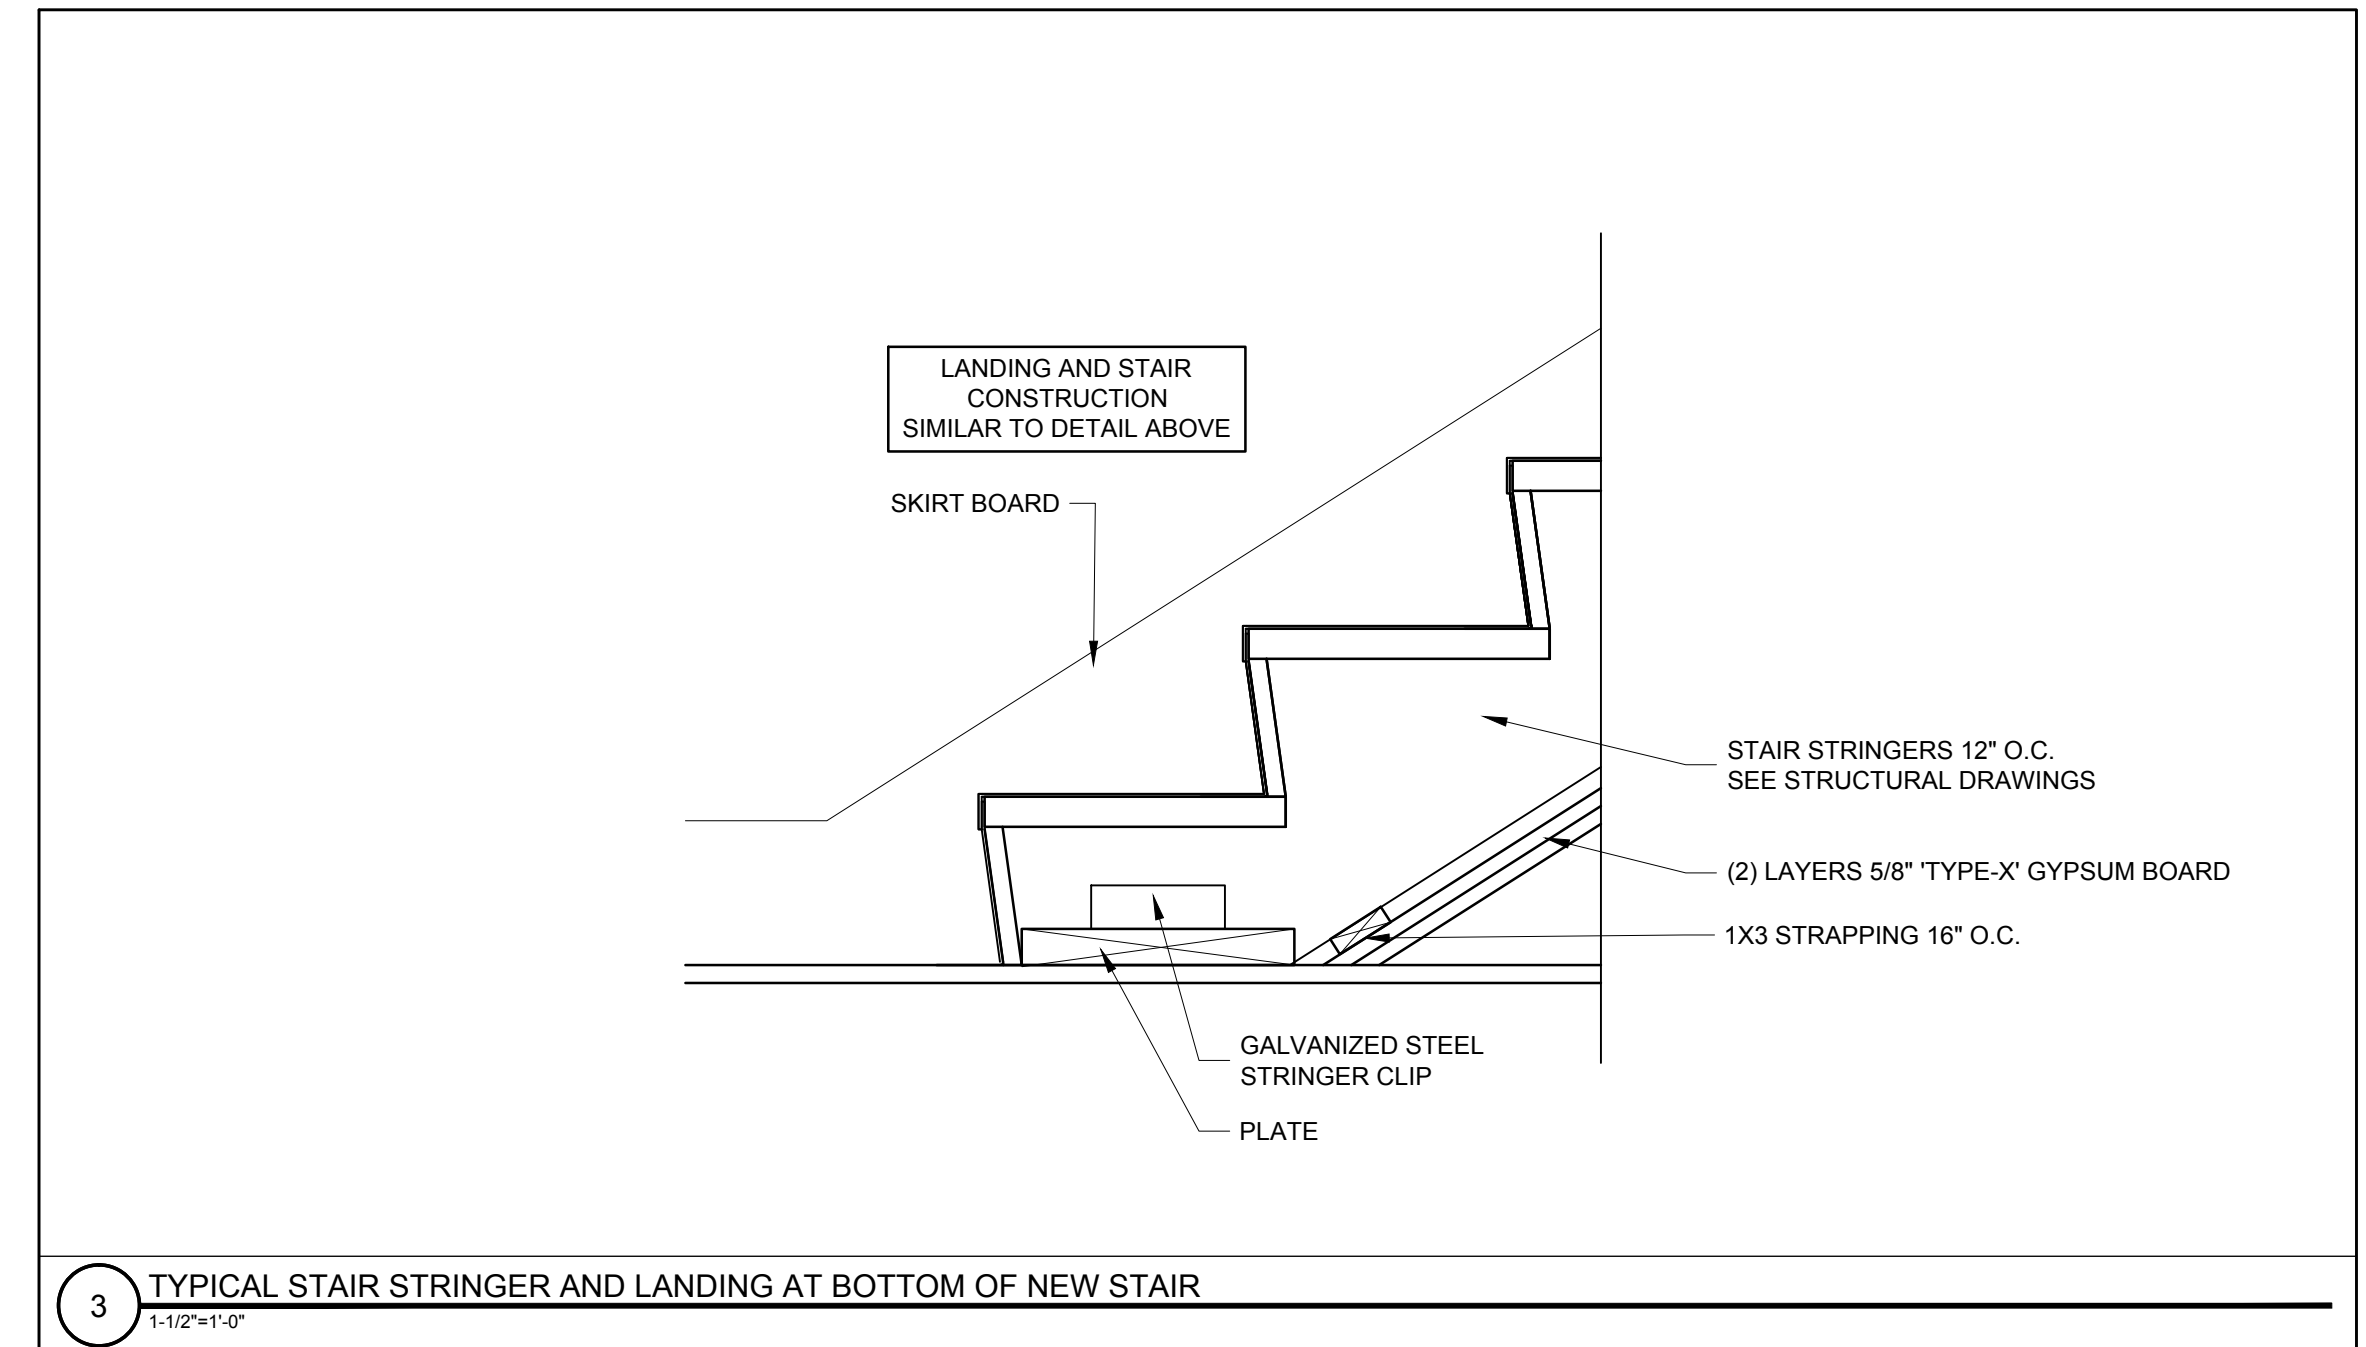 LANDING AND STAIR
CONSTRUCTION
SIMILAR TO DETAIL ABOVE
SKIRT BOARD
STAIR STRINGERS 12" O.C.
SEE STRUCTURAL DRAWINGS
(2) LAYERS 5/8" 'TYPE-X' GYPSUM BOARD
1X3 STRAPPING 16" O.C.
GALVANIZED STEEL
STRINGER CLIP
PLATE
3
TYPICAL STAIR STRINGER AND LANDING AT BOTTOM OF NEW STAIR
1-1/2"=1'-0"